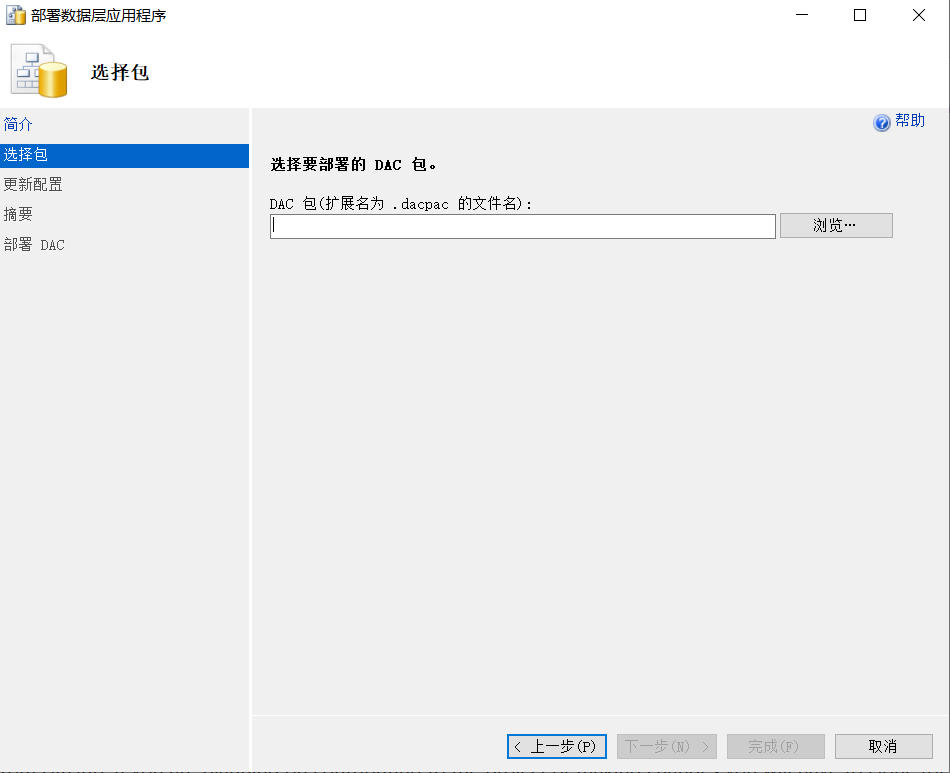 部署数据层应用程序
选择包
简介
选择包
更新配置
摘要
部署 DAC
帮助
选择要部署的 DAC 包。
DAC 包(扩展名为 .dacpac 的文件名):
浏览…
< 上一步(P)
下一步(N) >
完成(F)
取消